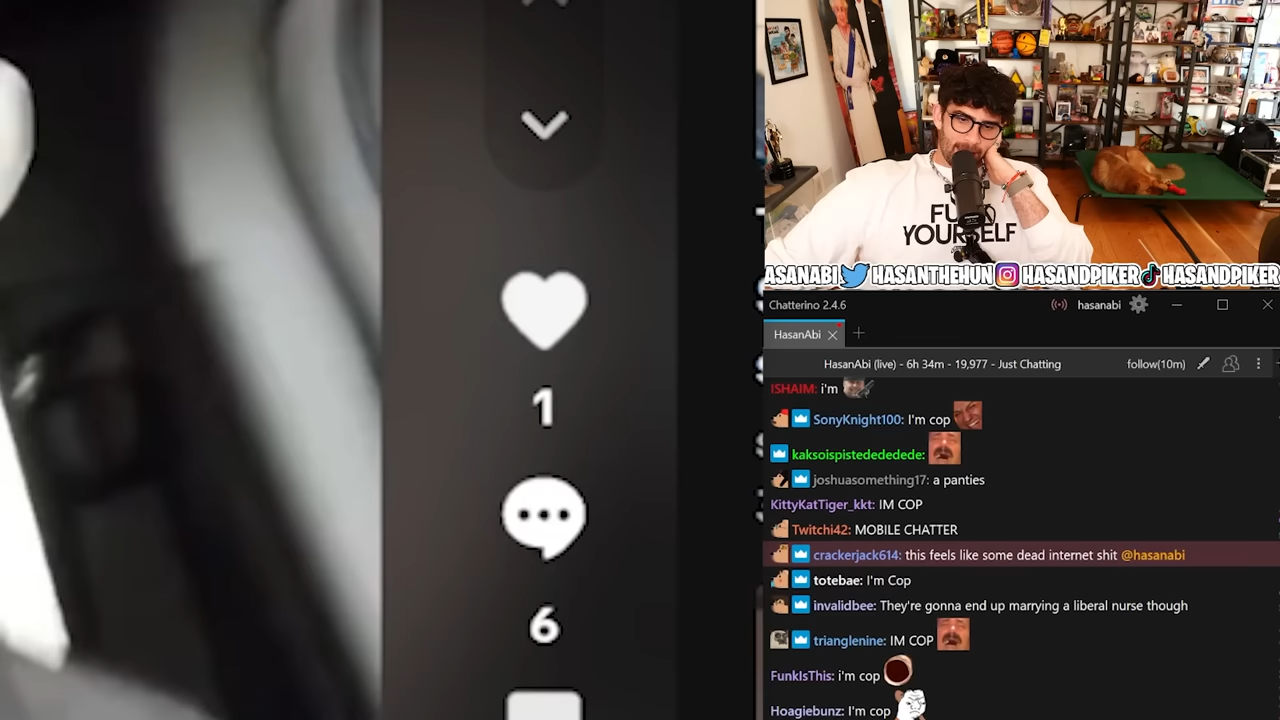 1
6
FU
YOURSELF
ASANABI HASANTHEHUN HASANDPIKER HASANDPIKER
Chatterino 2.4.6 hasanabi
HasanAbi
HasanAbi (live) - 6h 34m - 19,977 - Just Chatting follow(10m)
ISHAIM: i'm
SonyKnight100: I'm cop
kaksoispistedededede:
joshuasomething17: a panties
KittyKatTiger_kkt: IM COP
Twitchi42: MOBILE CHATTER
crackerjack614: this feels like some dead internet shit @hasanabi
totebae: I'm Cop
invalidbee: They're gonna end up marrying a liberal nurse though
trianglenine: IM COP
FunkIsThis: i'm cop
Hoagiebunz: I'm cop